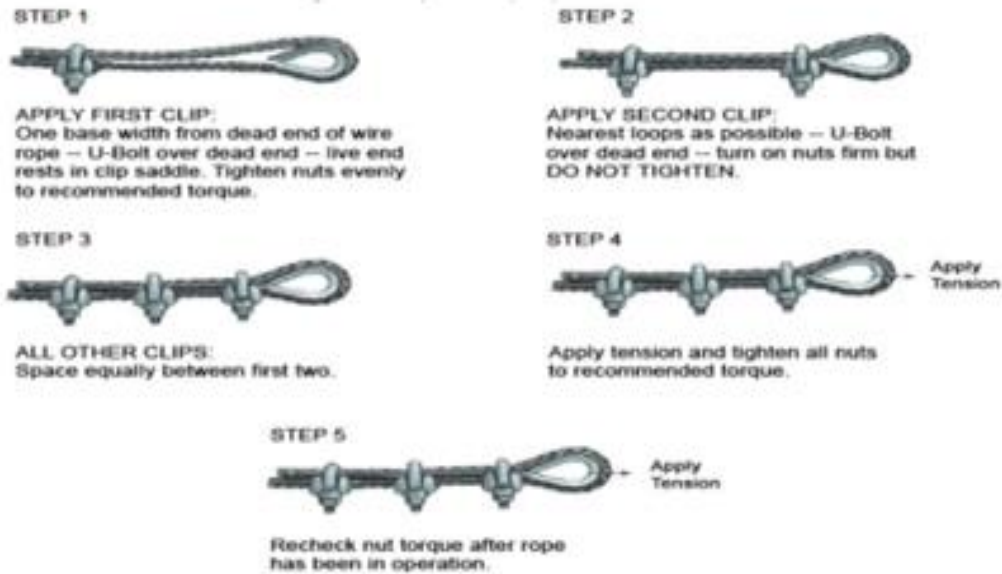 STEP 1
APPLY FIRST CLIP:
One base width from dead end of wire
rope -- U-Bolt over dead end -- live end
rests in clip saddle. Tighten nuts evenly
to recommended torque.
STEP 2
APPLY SECOND CLIP:
Nearest loops as possible -- U-Bolt
over dead end -- turn on nuts firm but
DO NOT TIGHTEN.
STEP 3
ALL OTHER CLIPS:
Space equally between first two.
STEP 4
Apply
Tension
Apply tension and tighten all nuts
to recommended torque.
STEP 5
Apply
Tension
Recheck nut torque after rope
has been in operation.